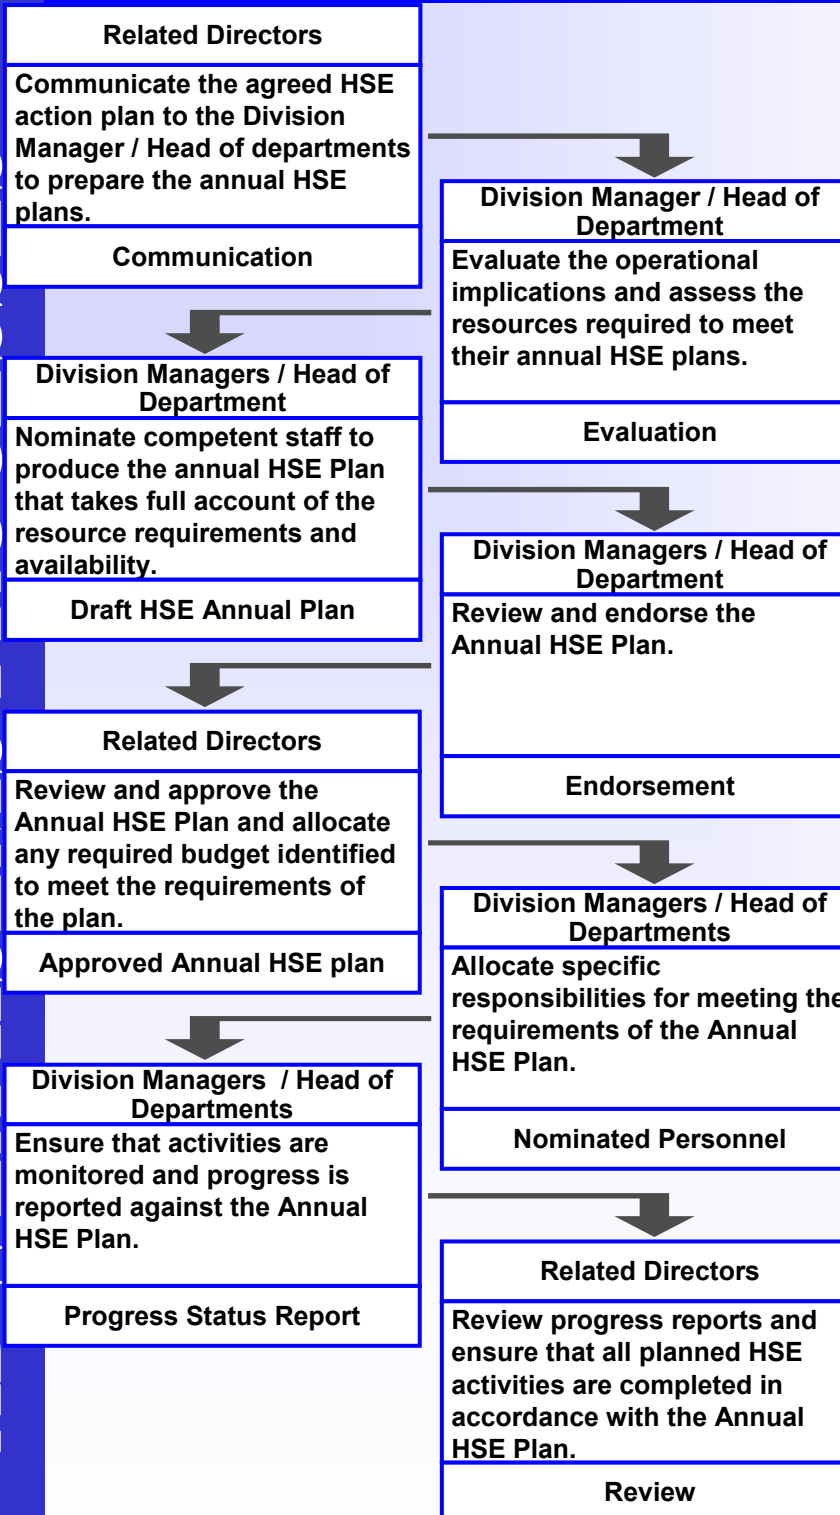 Related Directors
Communicate the agreed HSE
action plan to the Division
Manager / Head of departments
to prepare the annual HSE
plans.
Communication
Division Manager / Head of
Department
Evaluate the operational
implications and assess the
resources required to meet
their annual HSE plans.
Evaluation
Division Managers / Head of
Department
Nominate competent staff to
produce the annual HSE Plan
that takes full account of the
resource requirements and
availability.
Draft HSE Annual Plan
Division Managers / Head of
Department
Review and endorse the
Annual HSE Plan.
Endorsement
Related Directors
Review and approve the
Annual HSE Plan and allocate
any required budget identified
to meet the requirements of
the plan.
Approved Annual HSE plan
Division Managers / Head of
Departments
Allocate specific
responsibilities for meeting the
requirements of the Annual
HSE Plan.
Nominated Personnel
Division Managers / Head of
Departments
Ensure that activities are
monitored and progress is
reported against the Annual
HSE Plan.
Progress Status Report
Related Directors
Review progress reports and
ensure that all planned HSE
activities are completed in
accordance with the Annual
HSE Plan.
Review